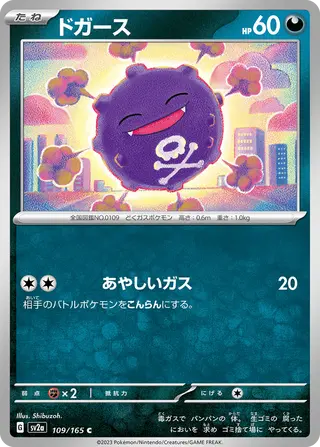 たね ドガース HP60
全国図鑑NO.0109 どくガスポケモン 高さ:0.6m 重さ:1.0kg
あやしいガス 20
相手のバトルポケモンをこんらんにする。
弱点 ×2 抵抗力 にげる
Illus. Shibuzoh.
G sv2a 109/165 C
毒ガスで パンパンの 体。 生ゴミの 腐った
においを 求め ゴミ捨て場に やってくる。
©2023 Pokémon/Nintendo/Creatures/GAME FREAK.